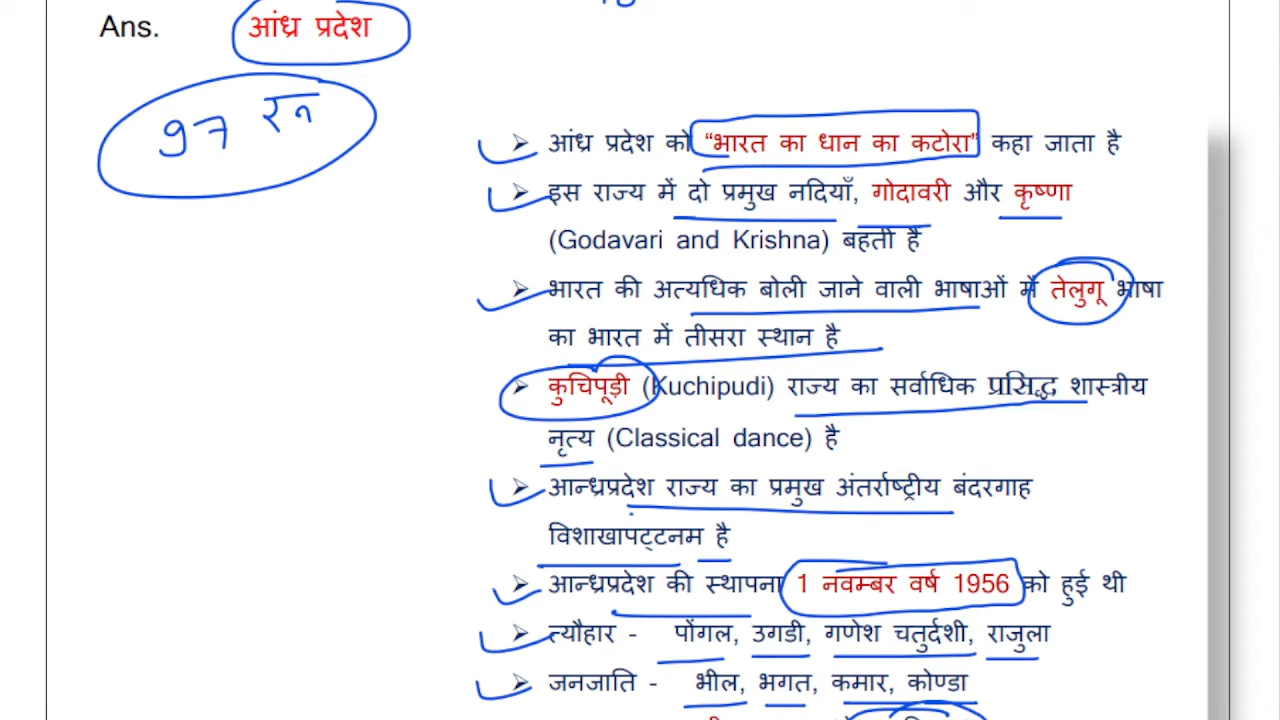 Ans. आंध्र प्रदेश
97 रन
➢ आंध्र प्रदेश को “भारत का धान का कटोरा” कहा जाता है
➢ इस राज्य में दो प्रमुख नदियाँ, गोदावरी और कृष्णा
(Godavari and Krishna) बहती है
➢ भारत की अत्यधिक बोली जाने वाली भाषाओं में तेलुगू भाषा
का भारत में तीसरा स्थान है
➢ कुचिपूड़ी (Kuchipudi) राज्य का सर्वाधिक प्रसिद्ध शास्त्रीय
नृत्य (Classical dance) है
➢ आन्ध्रप्रदेश राज्य का प्रमुख अंतर्राष्ट्रीय बंदरगाह
विशाखापट्टनम है
➢ आन्ध्रप्रदेश की स्थापना 1 नवम्बर वर्ष 1956 को हुई थी
➢ त्यौहार - पोंगल, उगडी, गणेश चतुर्दशी, राजुला
➢ जनजाति - भील, भगत, कमार, कोण्डा